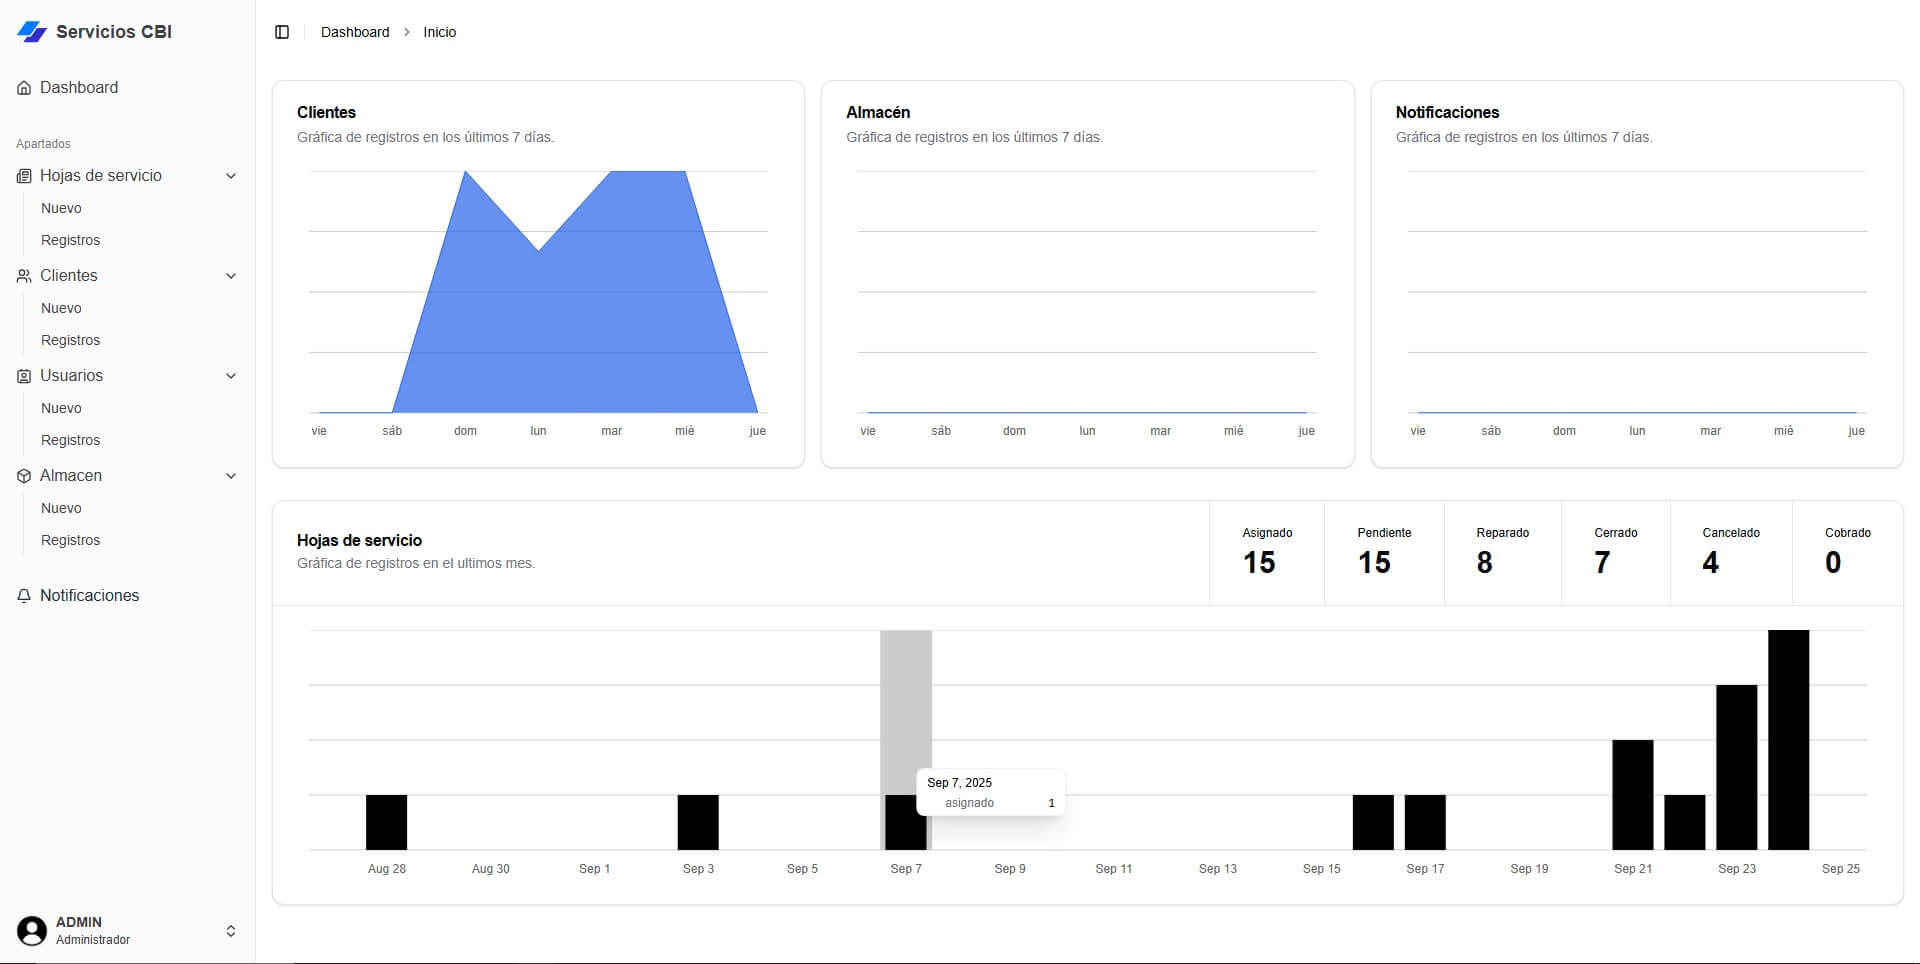 Servicios CBI
Dashboard
Apartados
Hojas de servicio
Nuevo
Registros
Clientes
Nuevo
Registros
Usuarios
Nuevo
Registros
Almacen
Nuevo
Registros
Notificaciones
ADMIN
Administrador
Dashboard > Inicio
Clientes
Gráfica de registros en los últimos 7 días.
vie sáb dom lun mar mié jue
Almacén
Gráfica de registros en los últimos 7 días.
vie sáb dom lun mar mié jue
Notificaciones
Gráfica de registros en los últimos 7 días.
vie sáb dom lun mar mié jue
Hojas de servicio
Gráfica de registros en el ultimos mes.
Asignado
15
Pendiente
15
Reparado
8
Cerrado
7
Cancelado
4
Cobrado
0
Sep 7, 2025
asignado 1
Aug 28 Aug 30 Sep 1 Sep 3 Sep 5 Sep 7 Sep 9 Sep 11 Sep 13 Sep 15 Sep 17 Sep 19 Sep 21 Sep 23 Sep 25